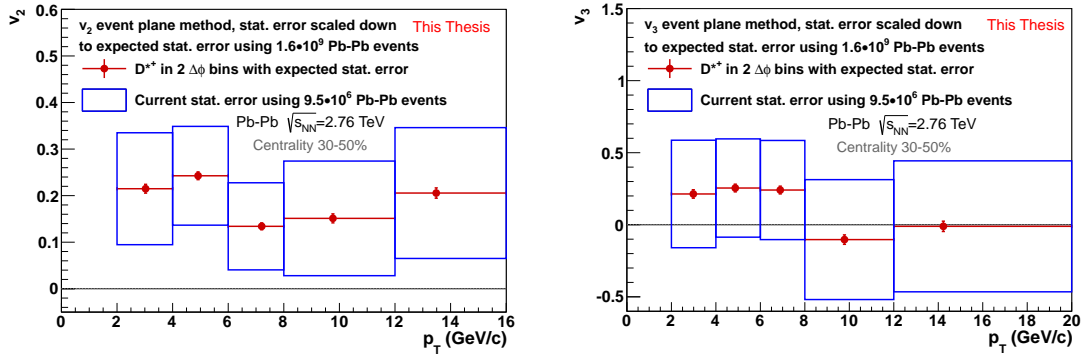 v2
0.6
0.5
0.4
0.3
0.2
0.1
0
v2 event plane method, stat. error scaled down
This Thesis
to expected stat. error using 1.6•10^9 Pb-Pb events
D*+ in 2 Δϕ bins with expected stat. error
Current stat. error using 9.5•10^6 Pb-Pb events
Pb-Pb √sNN=2.76 TeV
Centrality 30-50%
0 2 4 6 8 10 12 14 16
pT (GeV/c)
v3
1.5
1
0.5
0
-0.5
v3 event plane method, stat. error scaled down
This Thesis
to expected stat. error using 1.6•10^9 Pb-Pb events
D*+ in 2 Δϕ bins with expected stat. error
Current stat. error using 9.5•10^6 Pb-Pb events
Pb-Pb √sNN=2.76 TeV
Centrality 30-50%
0 2 4 6 8 10 12 14 16 18 20
pT (GeV/c)